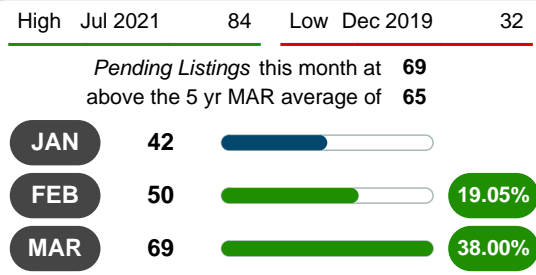 High Jul 2021 84 Low Dec 2019 32
Pending Listings this month at 69
above the 5 yr MAR average of 65
JAN 42
FEB 50 19.05%
MAR 69 38.00%